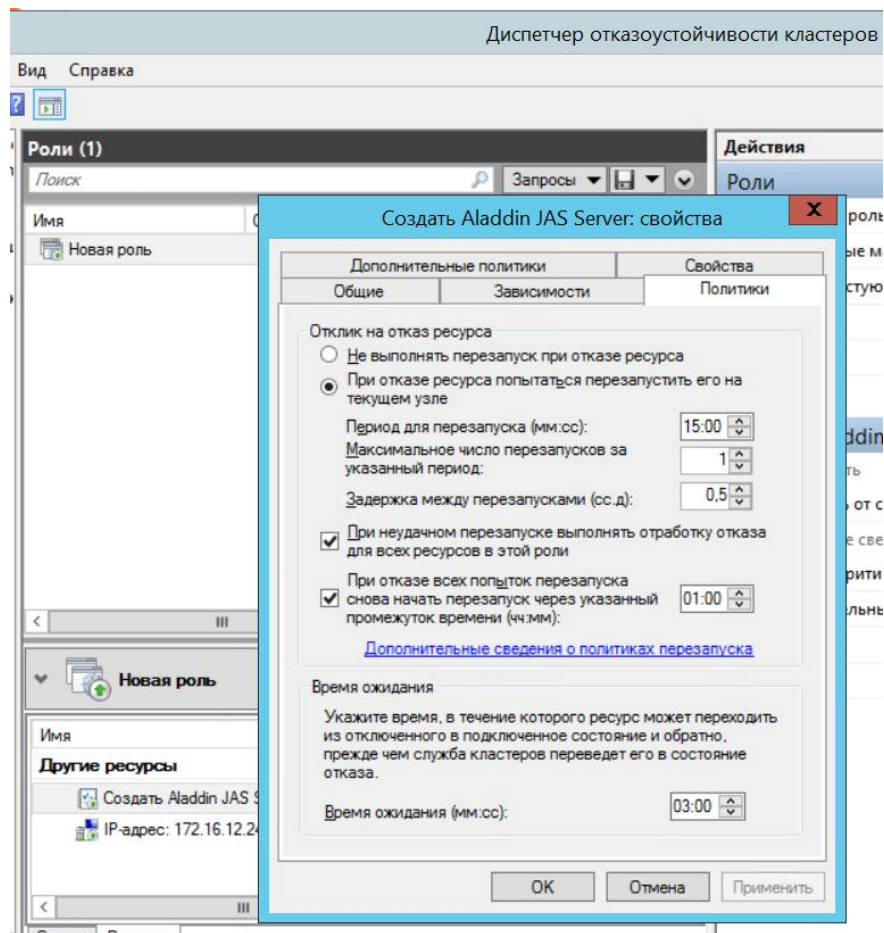 Диспетчер отказоустойчивости кластеров
Вид Справка
Роли (1)
Поиск
Запросы
Имя
Новая роль
Действия
Роли
Создать Aladdin JAS Server: свойства
X
Дополнительные политики
Свойства
Общие
Зависимости
Политики
Отклик на отказ ресурса
Не выполнять перезапуск при отказе ресурса
При отказе ресурса попытаться перезапустить его на
текущем узле
Период для перезапуска (мм:сс):
15:00
Максимальное число перезапусков за
указанный период:
1
Задержка между перезапусками (сс.д):
0,5
При неудачном перезапуске выполнять отработку отказа
для всех ресурсов в этой роли
При отказе всех попыток перезапуска
снова начать перезапуск через указанный
промежуток времени (чч:мм):
01:00
Дополнительные сведения о политиках перезапуска
Время ожидания
Укажите время, в течение которого ресурс может переходить
из отключенного в подключенное состояние и обратно,
прежде чем служба кластеров переведет его в состояние
отказа.
Время ожидания (мм:сс):
03:00
OK
Отмена
Применить
Новая роль
Имя
Другие ресурсы
Создать Aladdin JAS S
IP-адрес: 172.16.12.24